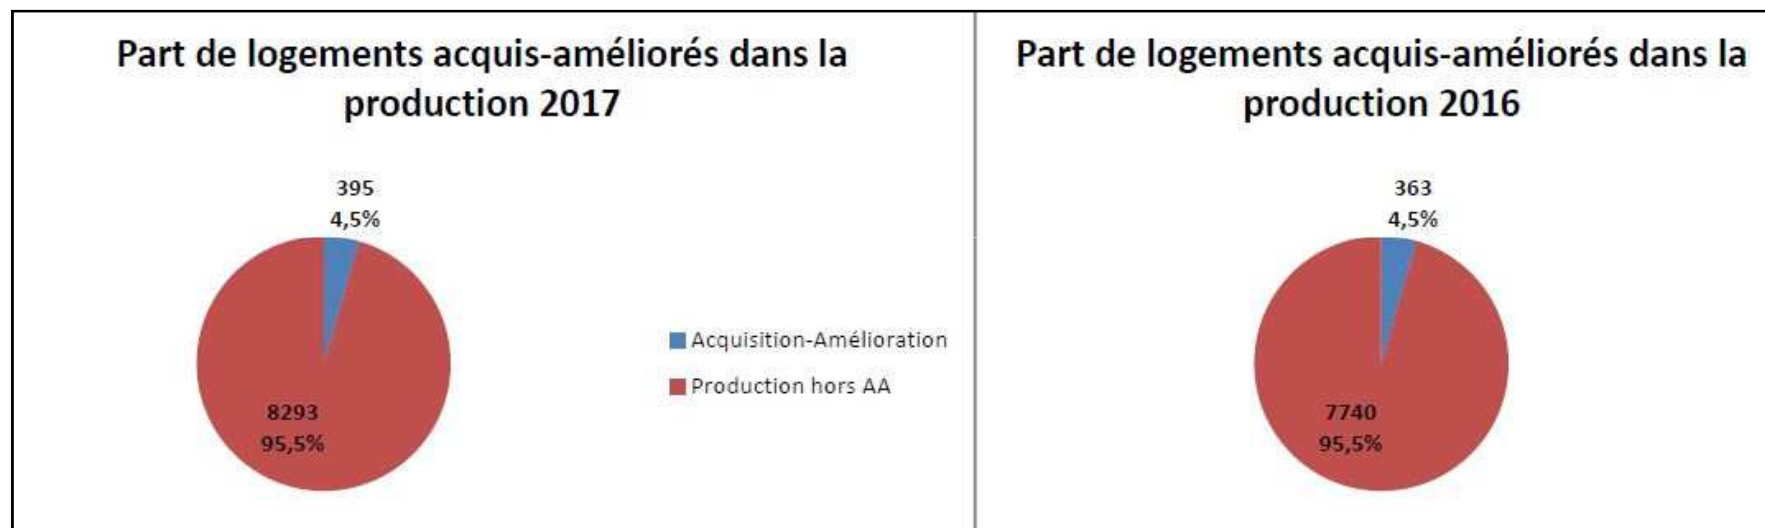 Part de logements acquis-améliorés dans la
production 2017
395
4,5%
8293
95,5%
Acquisition-Amélioration
Production hors AA
Part de logements acquis-améliorés dans la
production 2016
363
4,5%
7740
95,5%